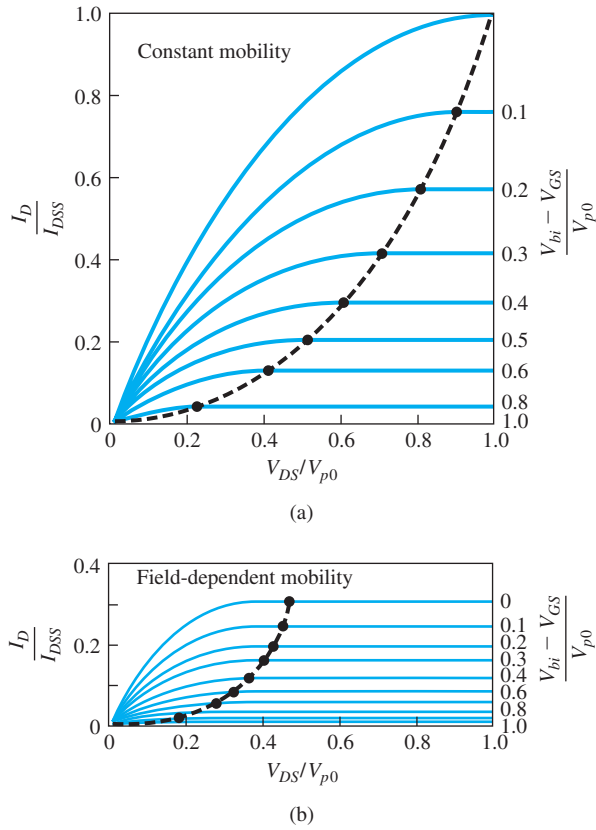 1.0
Constant mobility
0.8
0.6
0.4
0.2
0
I_D / I_DSS
0.1
0.2
0.3
0.4
0.5
0.6
0.8
1.0
(V_bi − V_GS) / V_p0
0 0.2 0.4 0.6 0.8 1.0
V_DS/V_p0
(a)
0.4
Field-dependent mobility
0.2
0
I_D / I_DSS
0
0.1
0.2
0.3
0.4
0.6
0.8
1.0
(V_bi − V_GS) / V_p0
0 0.2 0.4 0.6 0.8 1.0
V_DS/V_p0
(b)